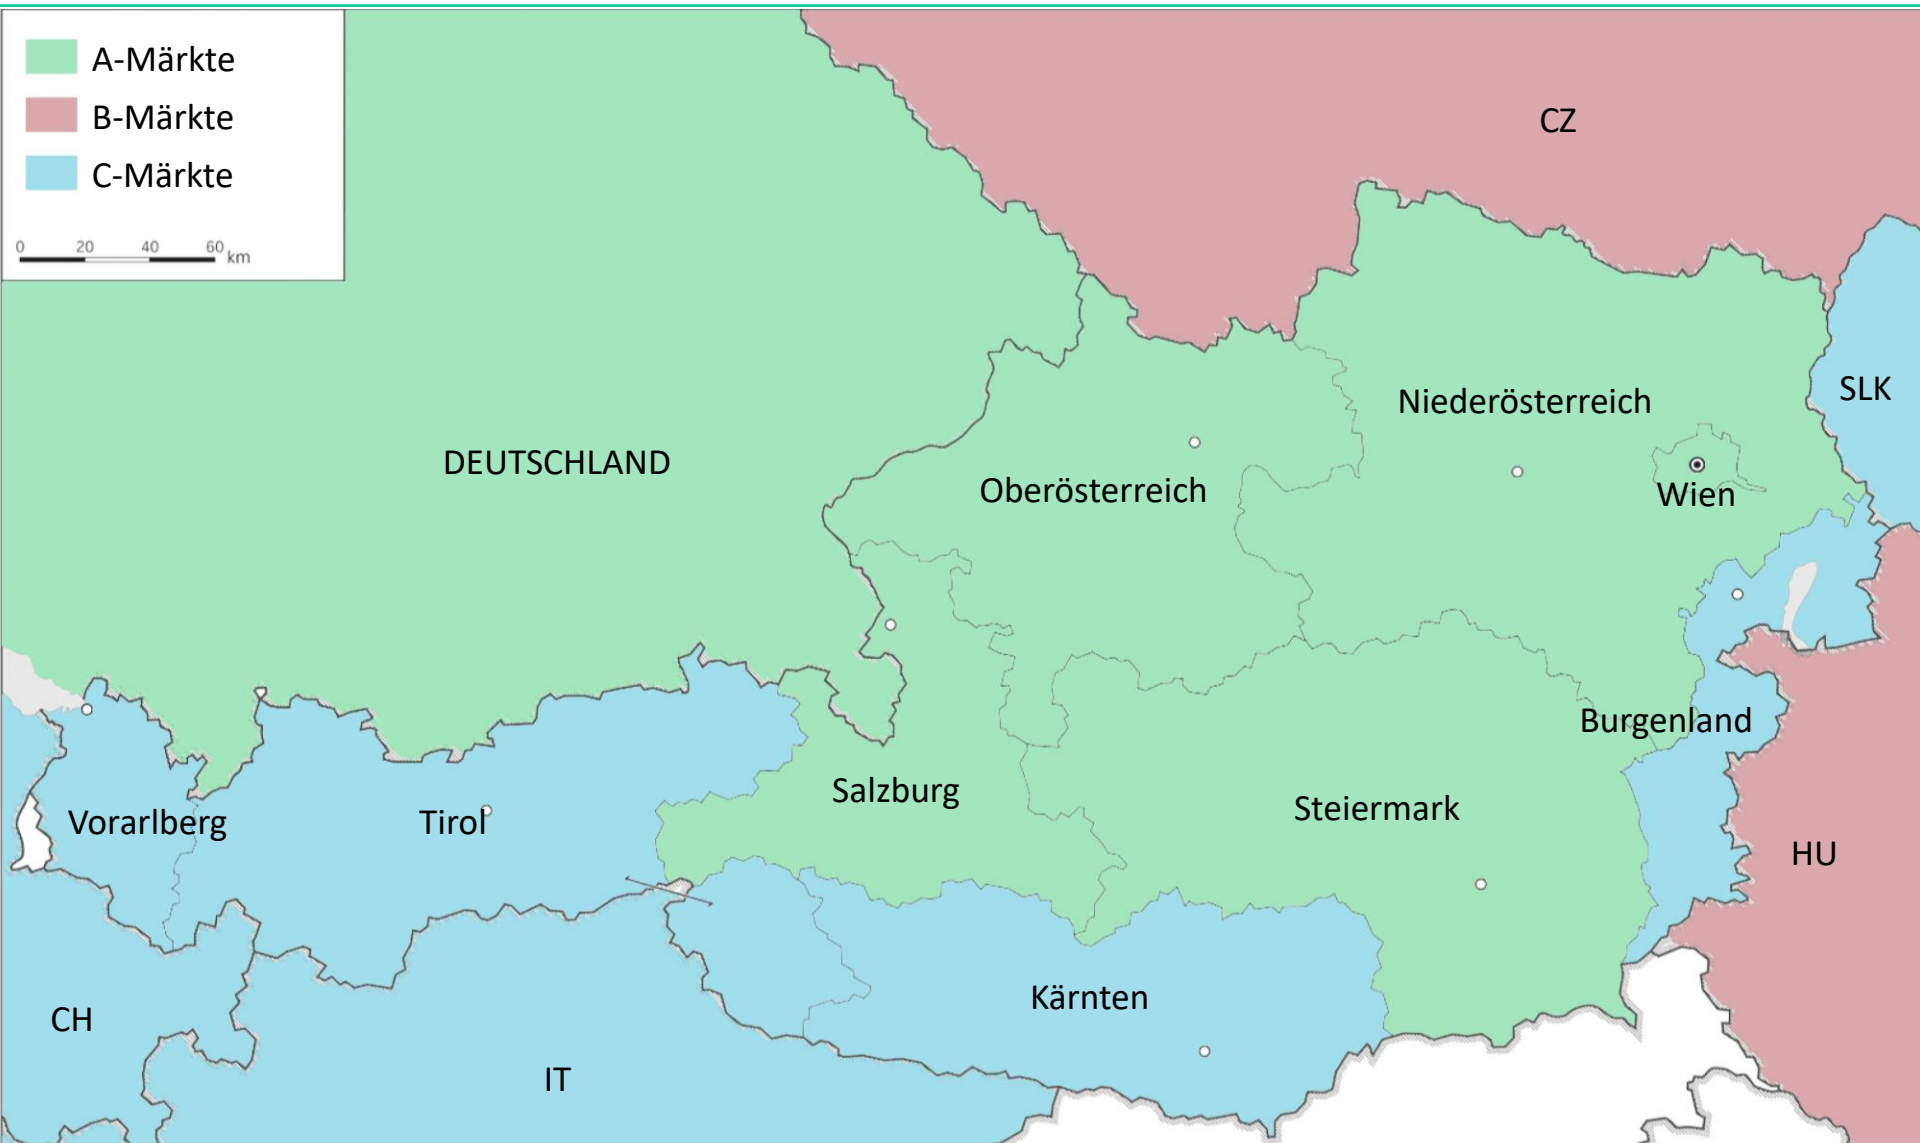 A-Märkte
B-Märkte
C-Märkte
0 20 40 60 km
CZ
SLK
Niederösterreich
DEUTSCHLAND
Oberösterreich
Wien
Burgenland
Salzburg
Steiermark
Vorarlberg
Tirol
HU
Kärnten
CH
IT